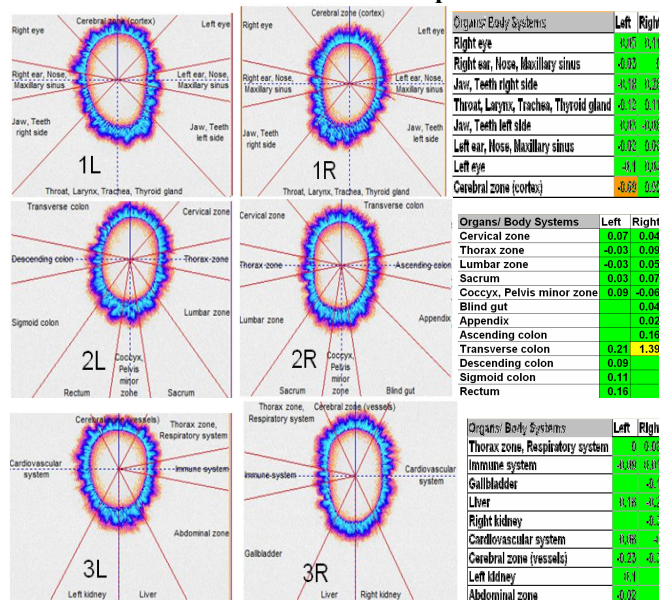 Cerebral zone (cortex)
Right eye
Left eye
Right ear, Nose,
Maxillary sinus
Left ear, Nose,
Maxillary sinus
Jaw, Teeth
right side
Jaw, Teeth
left side
1L
Throat, Larynx, Trachea, Thyroid gland
Cerebral zone (cortex)
Right eye
Left eye
Right ear, Nose,
Maxillary sinus
Left ear, Nose,
Maxillary sinus
Jaw, Teeth
right side
Jaw, Teeth
left side
1R
Throat, Larynx, Trachea, Thyroid gland
Organs/ Body Systems Left Right
Right eye
Right ear, Nose, Maxillary sinus -0.03
Jaw, Teeth right side
Throat, Larynx, Trachea, Thyroid gland
Jaw, Teeth left side
Left ear, Nose, Maxillary sinus
Left eye
Cerebral zone (cortex)
Transverse colon
Cervical zone
Descending colon
Thorax zone
Sigmoid colon
Lumbar zone
2L
Coccyx,
Pelvis
minor
zone
Rectum
Sacrum
Transverse colon
Cervical zone
Thorax zone
Ascending colon
Lumbar zone
Appendix
2R
Coccyx,
Pelvis
minor
zone
Sacrum
Blind gut
Organs/ Body Systems Left Right
Cervical zone 0.07 0.04
Thorax zone -0.03 0.09
Lumbar zone -0.03 0.05
Sacrum 0.03 0.07
Coccyx, Pelvis minor zone 0.09 -0.06
Blind gut 0.04
Appendix 0.02
Ascending colon 0.16
Transverse colon 0.21 1.39
Descending colon 0.09
Sigmoid colon 0.11
Rectum 0.16
Cerebral zone (vessels)
Thorax zone,
Respiratory system
Cardiovascular
system
Immune system
Abdominal zone
3L
Left kidney
Liver
Thorax zone,
Respiratory system
Cerebral zone (vessels)
Immune system
Cardiovascular
system
Gallbladder
3R
Liver
Right kidney
Organs/ Body Systems Left Right
Thorax zone, Respiratory system 0
Immune system
Gallbladder
Liver
Right kidney
Cardiovascular system
Cerebral zone (vessels)
Left kidney
Abdominal zone